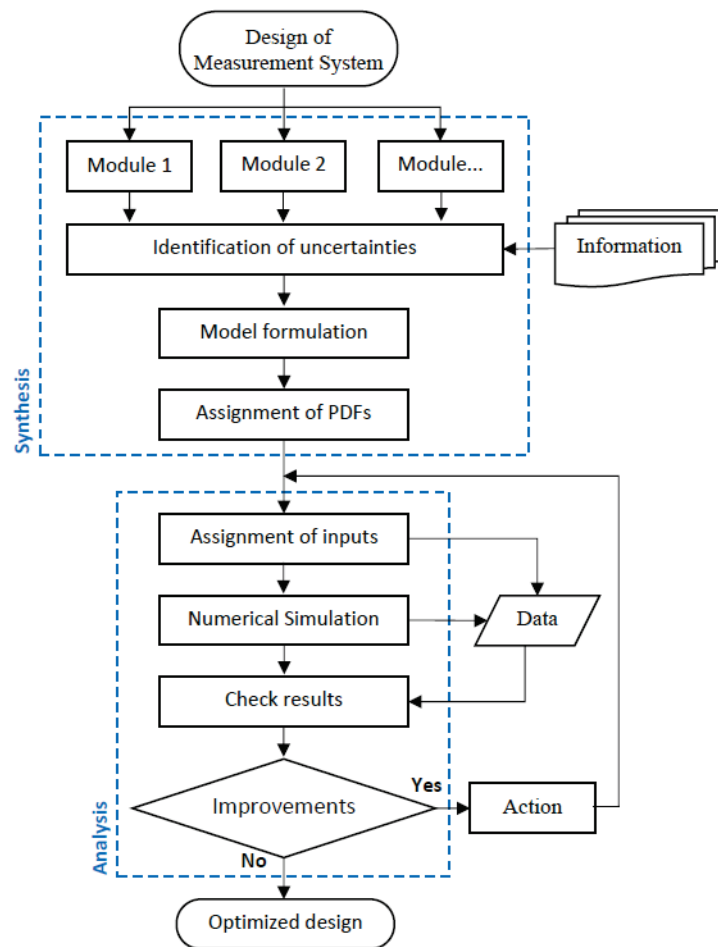 Design of
Measurement System
Module 1
Module 2
Module...
Identification of uncertainties
Information
Model formulation
Assignment of PDFs
Synthesis
Assignment of inputs
Numerical Simulation
Data
Check results
Improvements
Yes
Action
No
Analysis
Optimized design